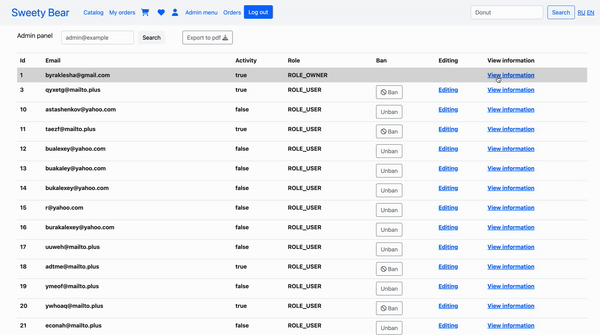 Sweety Bear Catalog My orders Admin menu Orders Log out Donut Search RU EN
Admin panel admin@example Search Export to pdf
Id Email Activity Role Ban Editing View information
1 byraklesha@gmail.com true ROLE_OWNER View information
3 qyxetg@mailto.plus true ROLE_USER Ban Editing View information
10 astashenkov@yahoo.com false ROLE_USER Unban Editing View information
11 taezf@mailto.plus true ROLE_USER Ban Editing View information
12 bualexey@yahoo.com false ROLE_USER Unban Editing View information
13 buakaley@yahoo.com false ROLE_USER Unban Editing View information
14 bukalexey@yahoo.com false ROLE_USER Unban Editing View information
15 r@yahoo.com false ROLE_USER Unban Editing View information
16 burakalexey@yahoo.com false ROLE_USER Unban Editing View information
17 uuweh@mailto.plus false ROLE_USER Unban Editing View information
18 adtme@mailto.plus true ROLE_USER Ban Editing View information
19 ymeof@mailto.plus false ROLE_USER Unban Editing View information
20 ywhoaq@mailto.plus true ROLE_USER Ban Editing View information
21 econah@mailto.plus false ROLE_USER Unban Editing View information